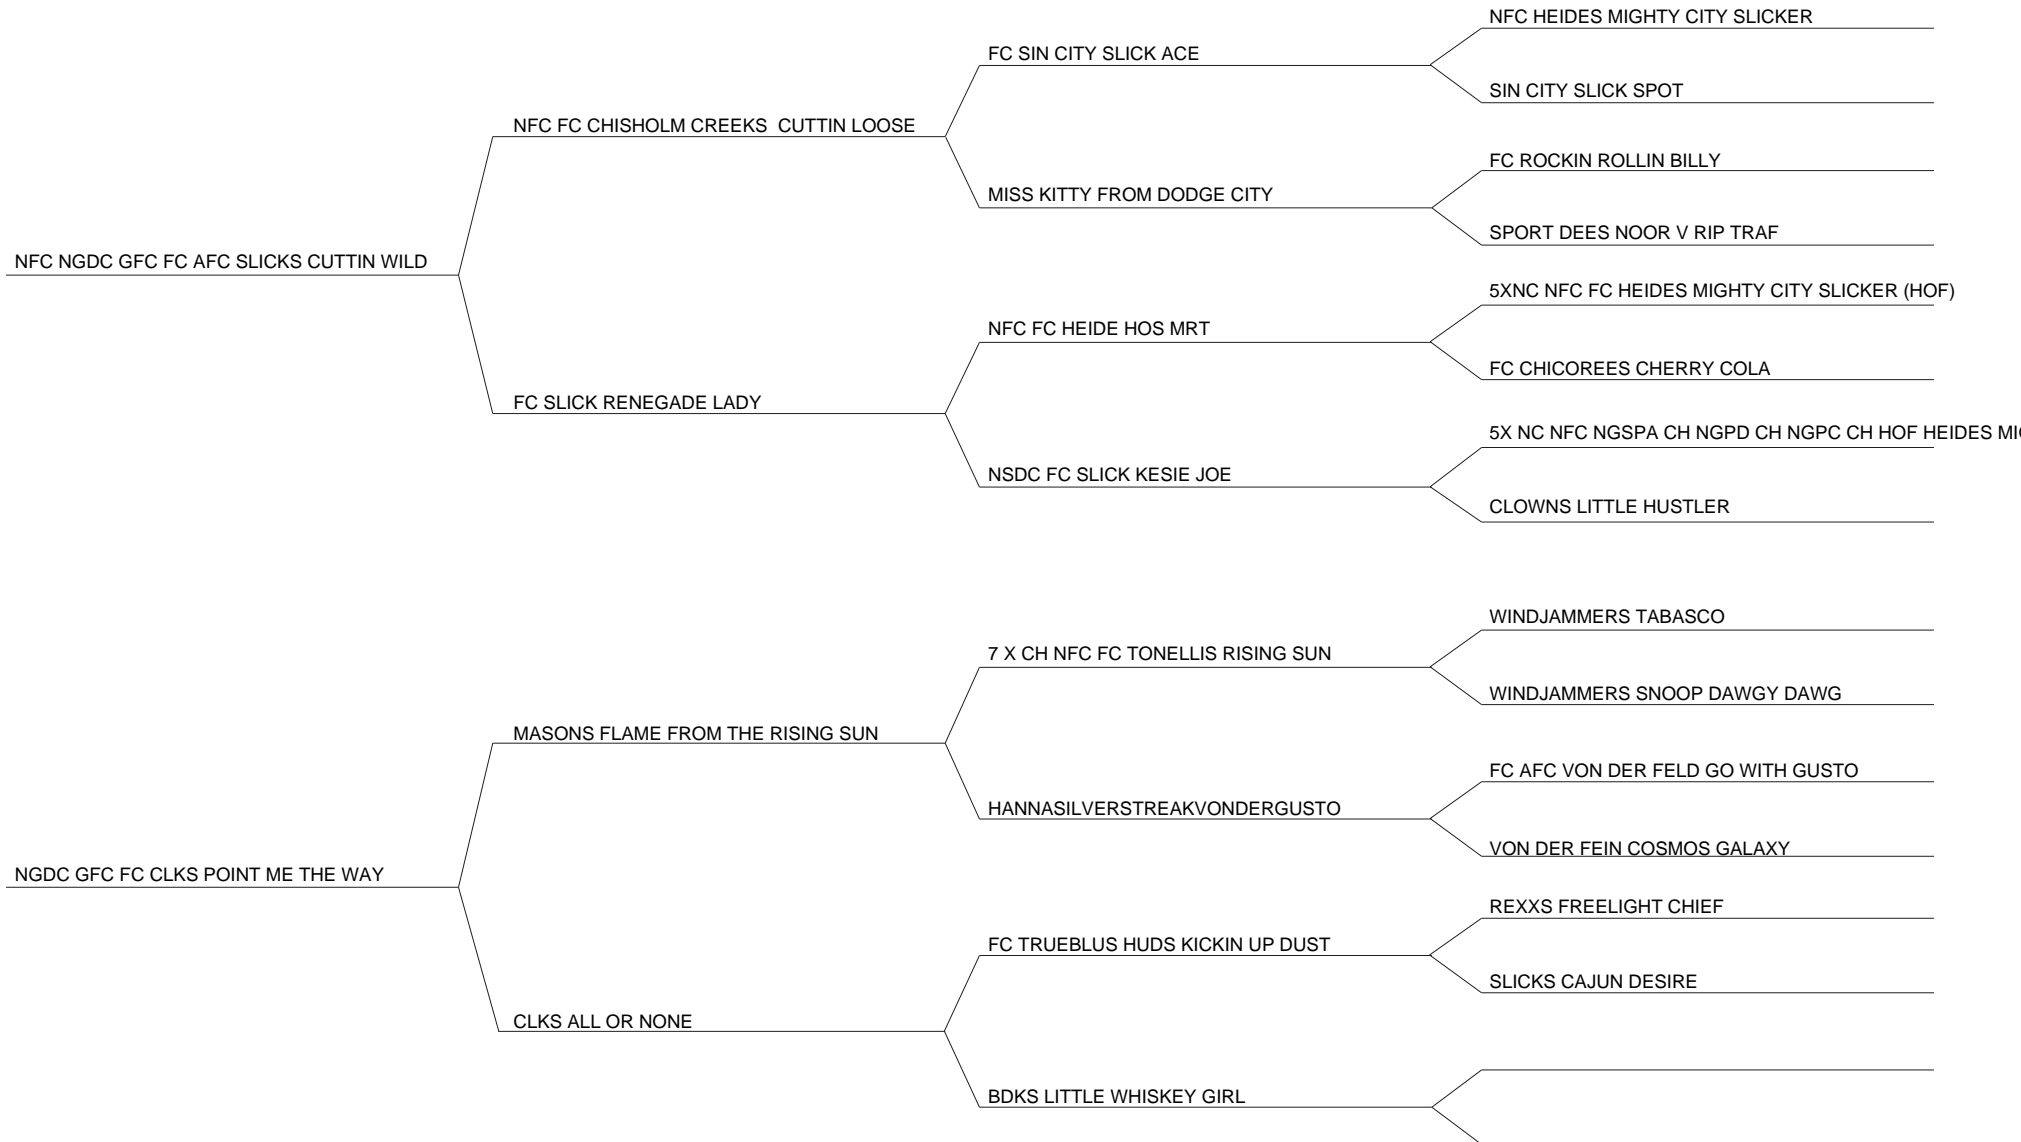 NFC HEIDES MIGHTY CITY SLICKER
FC SIN CITY SLICK ACE
SIN CITY SLICK SPOT
NFC FC CHISHOLM CREEKS  CUTTIN LOOSE
FC ROCKIN ROLLIN BILLY
MISS KITTY FROM DODGE CITY
SPORT DEES NOOR V RIP TRAF
NFC NGDC GFC FC AFC SLICKS CUTTIN WILD
5XNC NFC FC HEIDES MIGHTY CITY SLICKER (HOF)
NFC FC HEIDE HOS MRT
FC CHICOREES CHERRY COLA
FC SLICK RENEGADE LADY
5X NC NFC NGSPA CH NGPD CH NGPC CH HOF HEIDES
NSDC FC SLICK KESIE JOE
CLOWNS LITTLE HUSTLER
WINDJAMMERS TABASCO
7 X CH NFC FC TONELLIS RISING SUN
WINDJAMMERS SNOOP DAWGY DAWG
MASONS FLAME FROM THE RISING SUN
FC AFC VON DER FELD GO WITH GUSTO
HANNASILVERSTREAKVONDERGUSTO
VON DER FEIN COSMOS GALAXY
NGDC GFC FC CLKS POINT ME THE WAY
REXXS FREELIGHT CHIEF
FC TRUEBLUS HUDS KICKIN UP DUST
SLICKS CAJUN DESIRE
CLKS ALL OR NONE
BDKS LITTLE WHISKEY GIRL